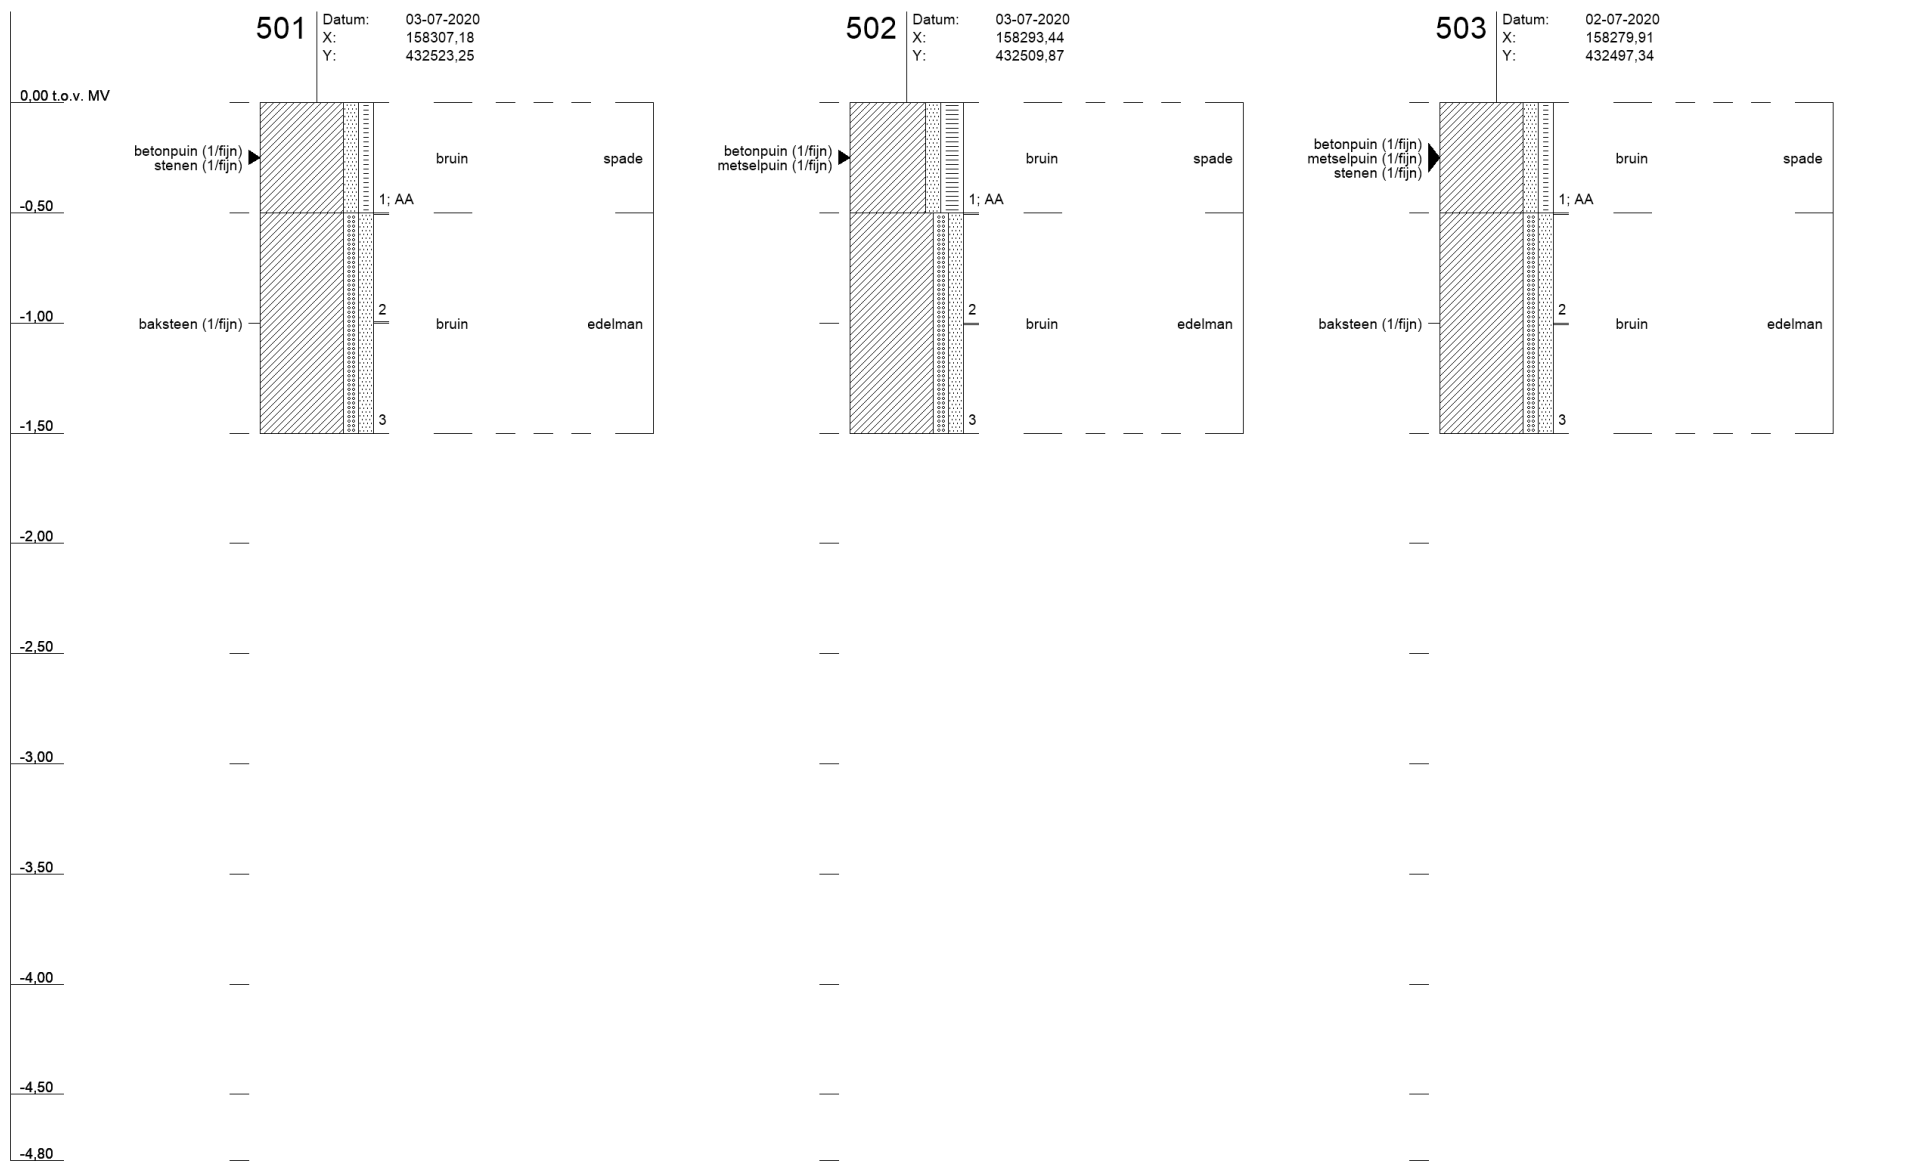 501
Datum: 03-07-2020
X: 158307,18
Y: 432523,25
502
Datum: 03-07-2020
X: 158293,44
Y: 432509,87
503
Datum: 02-07-2020
X: 158279,91
Y: 432497,34
0,00 t.o.v. MV
-0,50
-1,00
-1,50
-2,00
-2,50
-3,00
-3,50
-4,00
-4,50
-4,80
betonpuin (1/fijn)
stenen (1/fijn)
bruin
spade
1; AA
baksteen (1/fijn)
2
bruin
edelman
3
betonpuin (1/fijn)
metselpuin (1/fijn)
bruin
spade
1; AA
2
bruin
edelman
3
betonpuin (1/fijn)
metselpuin (1/fijn)
stenen (1/fijn)
bruin
spade
1; AA
baksteen (1/fijn)
2
bruin
edelman
3